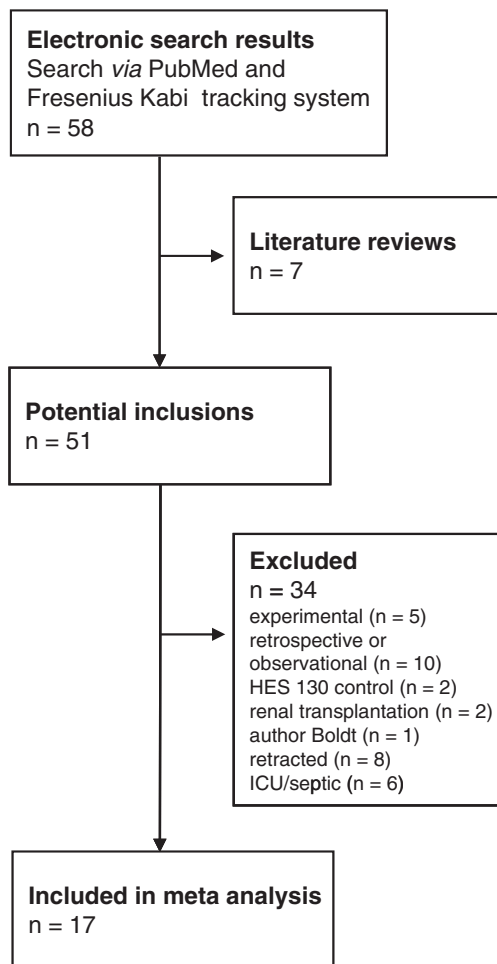 Electronic search results
Search via PubMed and
Fresenius Kabi tracking system
n = 58
Literature reviews
n = 7
Potential inclusions
n = 51
Excluded
n = 34
experimental (n = 5)
retrospective or
observational (n = 10)
HES 130 control (n = 2)
renal transplantation (n = 2)
author Boldt (n = 1)
retracted (n = 8)
ICU/septic (n = 6)
Included in meta analysis
n = 17